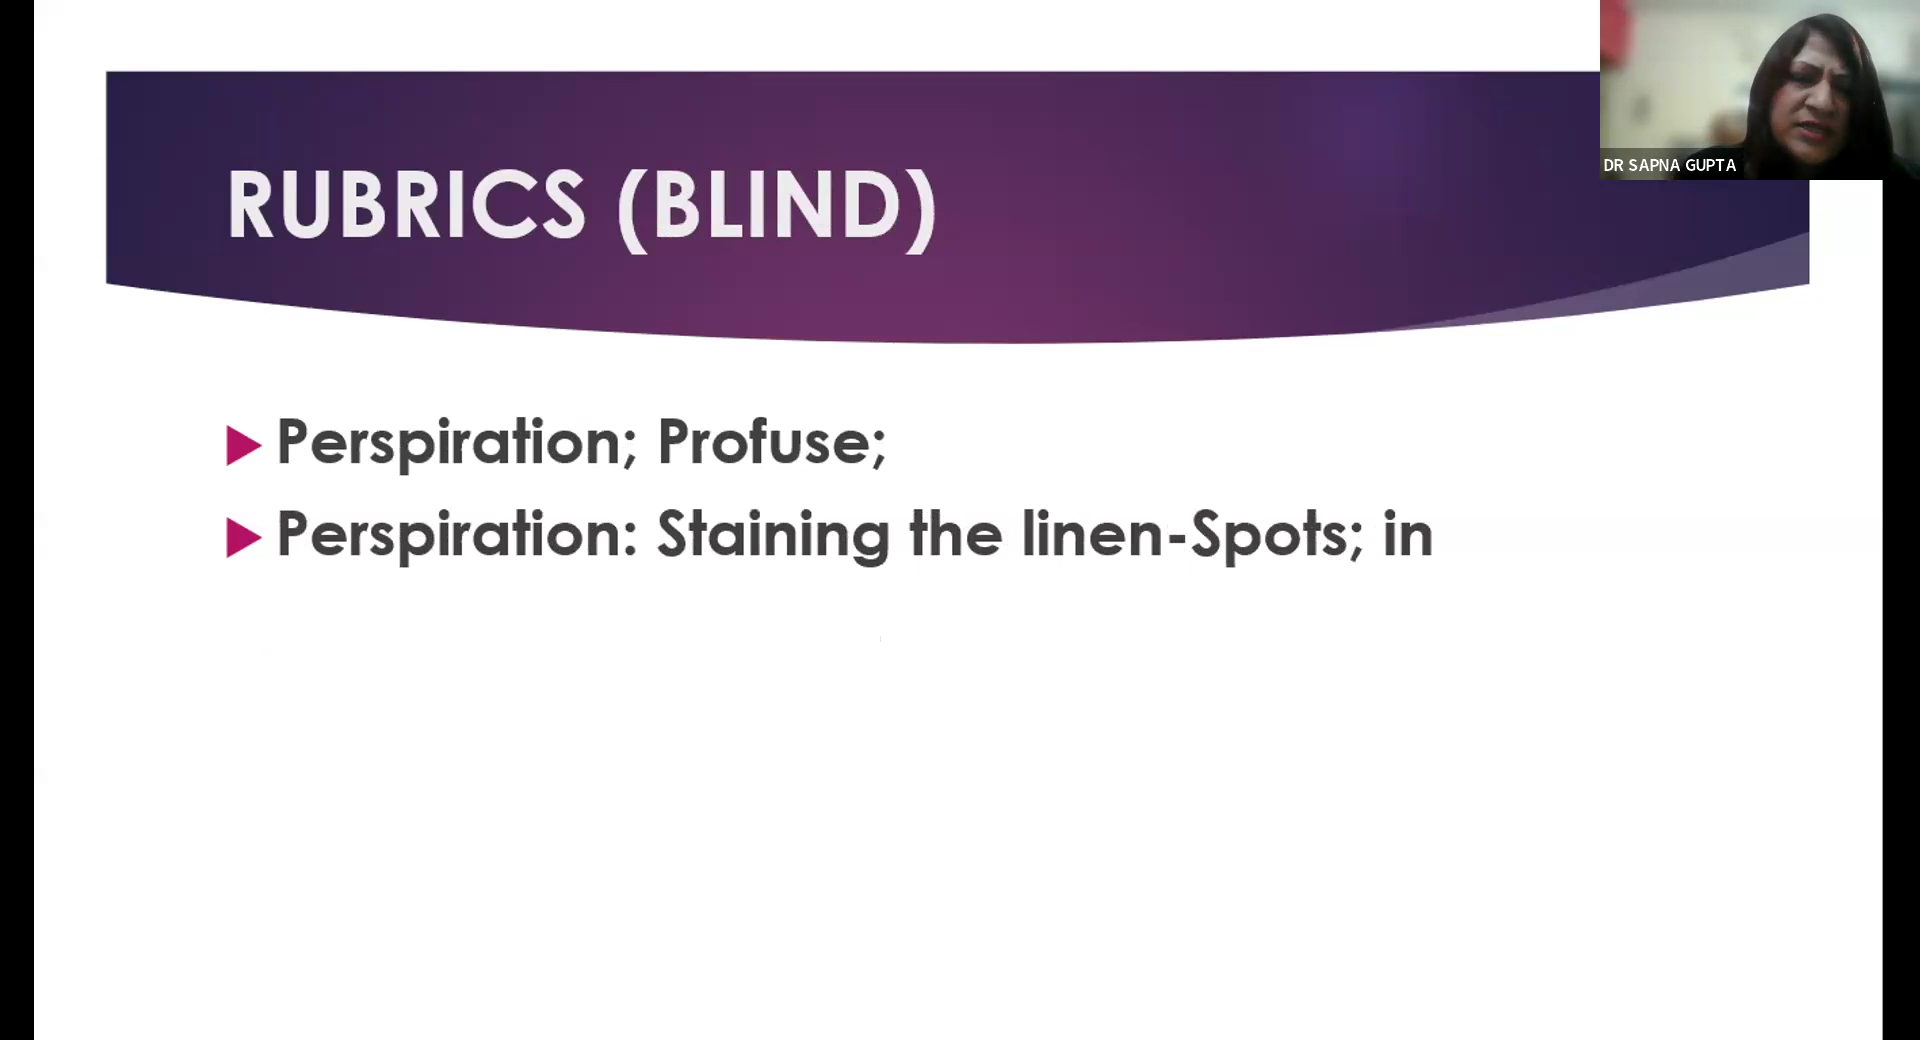 DR SAPNA GUPTA
RUBRICS (BLIND)
Perspiration; Profuse;
Perspiration: Staining the linen-Spots; in